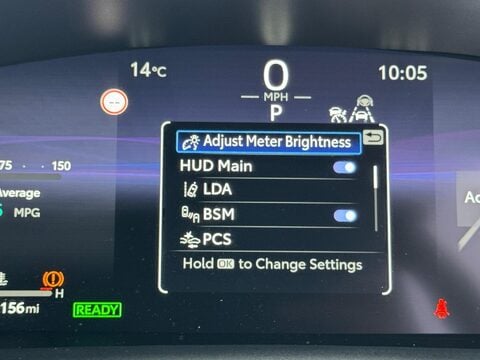 14°C
0
MPH
P
10:05
--
Adjust Meter Brightness
HUD Main
LDA
BSM
PCS
Hold OK to Change Settings
75 150
Average
MPG
H
156mi
READY